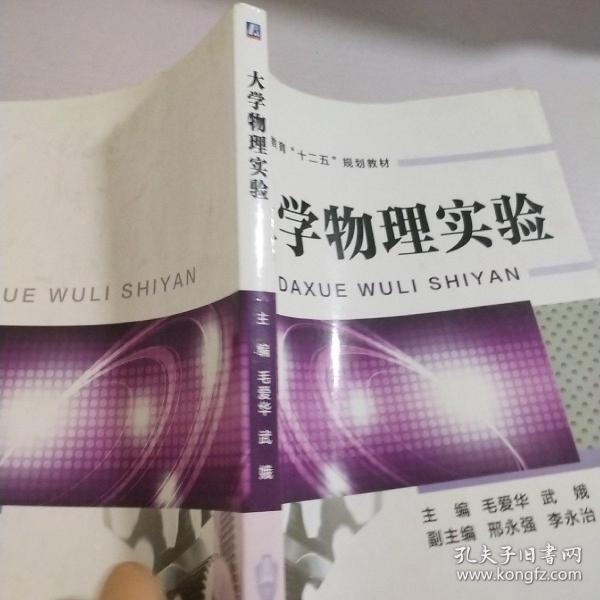 大学物理实验
主 编 毛爱华 武 娥
教育“十二五”规划教材
学物理实验
DAXUE WULI SHIYAN
UE WULI SHIYAN
主 编 毛爱华 武 娥
副主编 邢永强 李永冶
孔夫子旧书网
www.kongfz.com